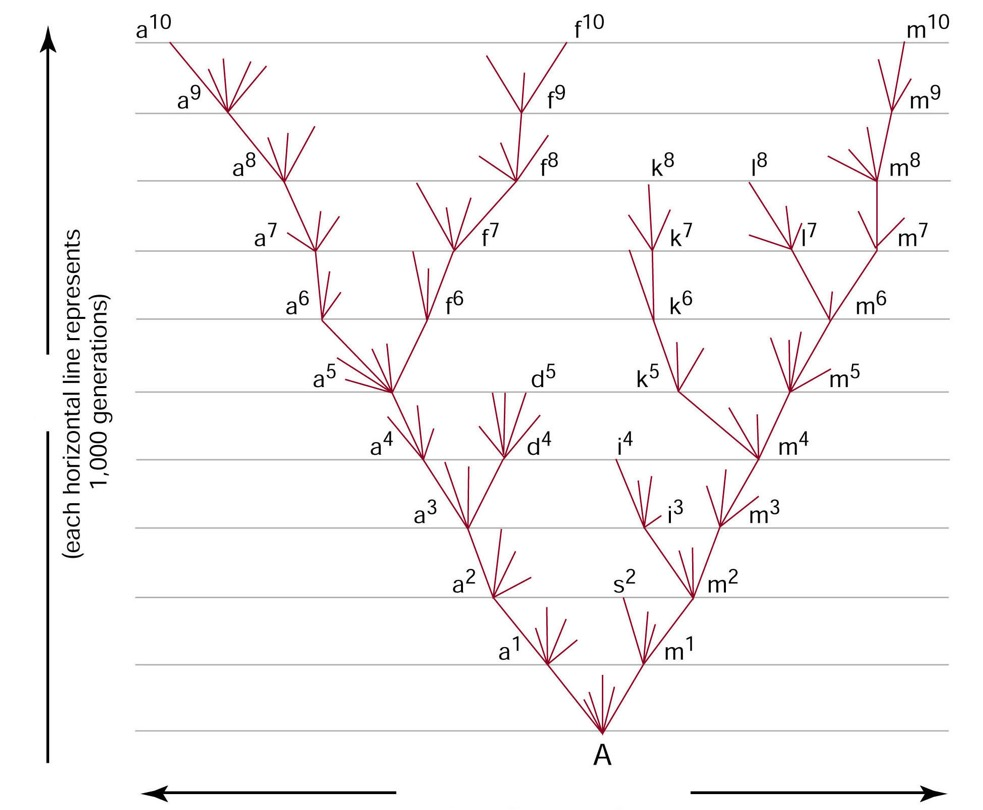 a10 f10 m10
a9 f9 m9
a8 f8 k8 l8 m8
a7 f7 k7 l7 m7
a6 f6 k6 m6
a5 d5 k5 m5
a4 d4 i4 m4
a3 i3 m3
a2 s2 m2
a1 m1
A
(each horizontal line represents
1,000 generations)